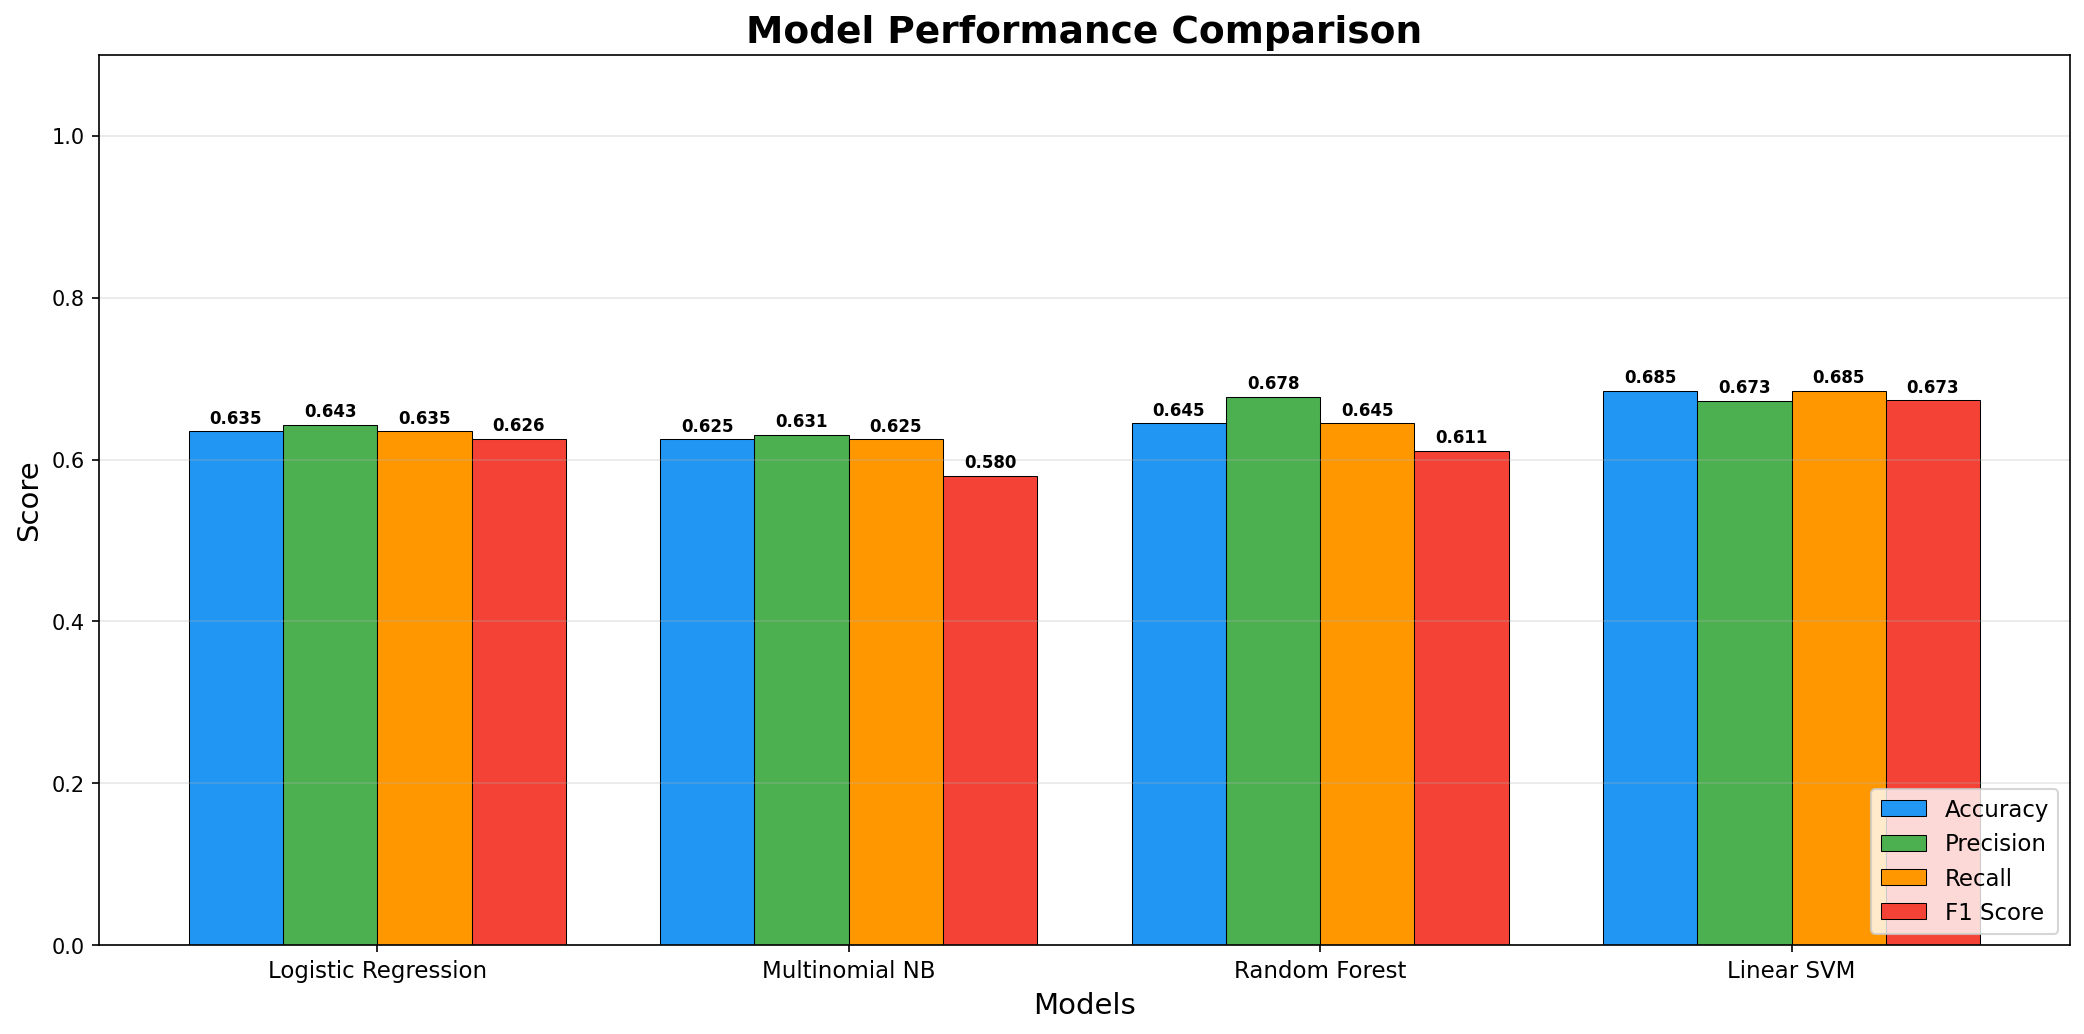 Model Performance Comparison
Score
1.0
0.8
0.6
0.4
0.2
0.0
0.635 0.643 0.635 0.626
0.625 0.631 0.625 0.580
0.645 0.678 0.645 0.611
0.685 0.673 0.685 0.673
Accuracy
Precision
Recall
F1 Score
Logistic Regression Multinomial NB Random Forest Linear SVM
Models